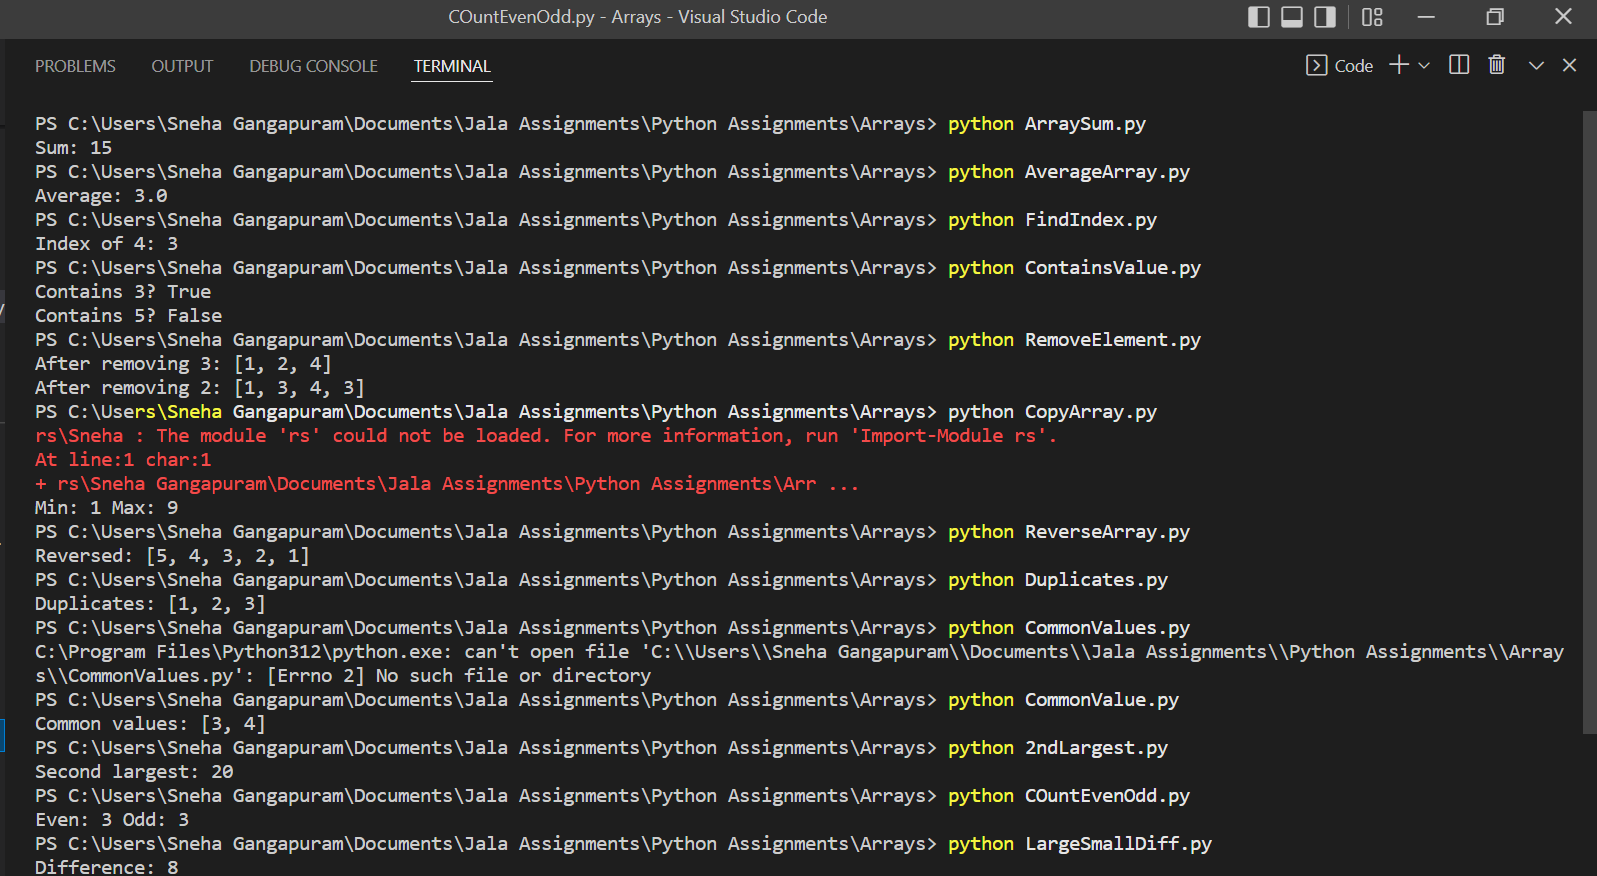 COuntEvenOdd.py - Arrays - Visual Studio Code
PROBLEMS OUTPUT DEBUG CONSOLE TERMINAL Code
PS C:\Users\Sneha Gangapuram\Documents\Jala Assignments\Python Assignments\Arrays> python ArraySum.py
Sum: 15
PS C:\Users\Sneha Gangapuram\Documents\Jala Assignments\Python Assignments\Arrays> python AverageArray.py
Average: 3.0
PS C:\Users\Sneha Gangapuram\Documents\Jala Assignments\Python Assignments\Arrays> python FindIndex.py
Index of 4: 3
PS C:\Users\Sneha Gangapuram\Documents\Jala Assignments\Python Assignments\Arrays> python ContainsValue.py
Contains 3? True
Contains 5? False
PS C:\Users\Sneha Gangapuram\Documents\Jala Assignments\Python Assignments\Arrays> python RemoveElement.py
After removing 3: [1, 2, 4]
After removing 2: [1, 3, 4, 3]
PS C:\Users\Sneha Gangapuram\Documents\Jala Assignments\Python Assignments\Arrays> python CopyArray.py
rs\Sneha : The module 'rs' could not be loaded. For more information, run 'Import-Module rs'.
At line:1 char:1
+ rs\Sneha Gangapuram\Documents\Jala Assignments\Python Assignments\Arr ...
Min: 1 Max: 9
PS C:\Users\Sneha Gangapuram\Documents\Jala Assignments\Python Assignments\Arrays> python ReverseArray.py
Reversed: [5, 4, 3, 2, 1]
PS C:\Users\Sneha Gangapuram\Documents\Jala Assignments\Python Assignments\Arrays> python Duplicates.py
Duplicates: [1, 2, 3]
PS C:\Users\Sneha Gangapuram\Documents\Jala Assignments\Python Assignments\Arrays> python CommonValues.py
C:\Program Files\Python312\python.exe: can't open file 'C:\\Users\\Sneha Gangapuram\\Documents\\Jala Assignments\\Python Assignments\\Array
s\\CommonValues.py': [Errno 2] No such file or directory
PS C:\Users\Sneha Gangapuram\Documents\Jala Assignments\Python Assignments\Arrays> python CommonValue.py
Common values: [3, 4]
PS C:\Users\Sneha Gangapuram\Documents\Jala Assignments\Python Assignments\Arrays> python 2ndLargest.py
Second largest: 20
PS C:\Users\Sneha Gangapuram\Documents\Jala Assignments\Python Assignments\Arrays> python COuntEvenOdd.py
Even: 3 Odd: 3
PS C:\Users\Sneha Gangapuram\Documents\Jala Assignments\Python Assignments\Arrays> python LargeSmallDiff.py
Difference: 8